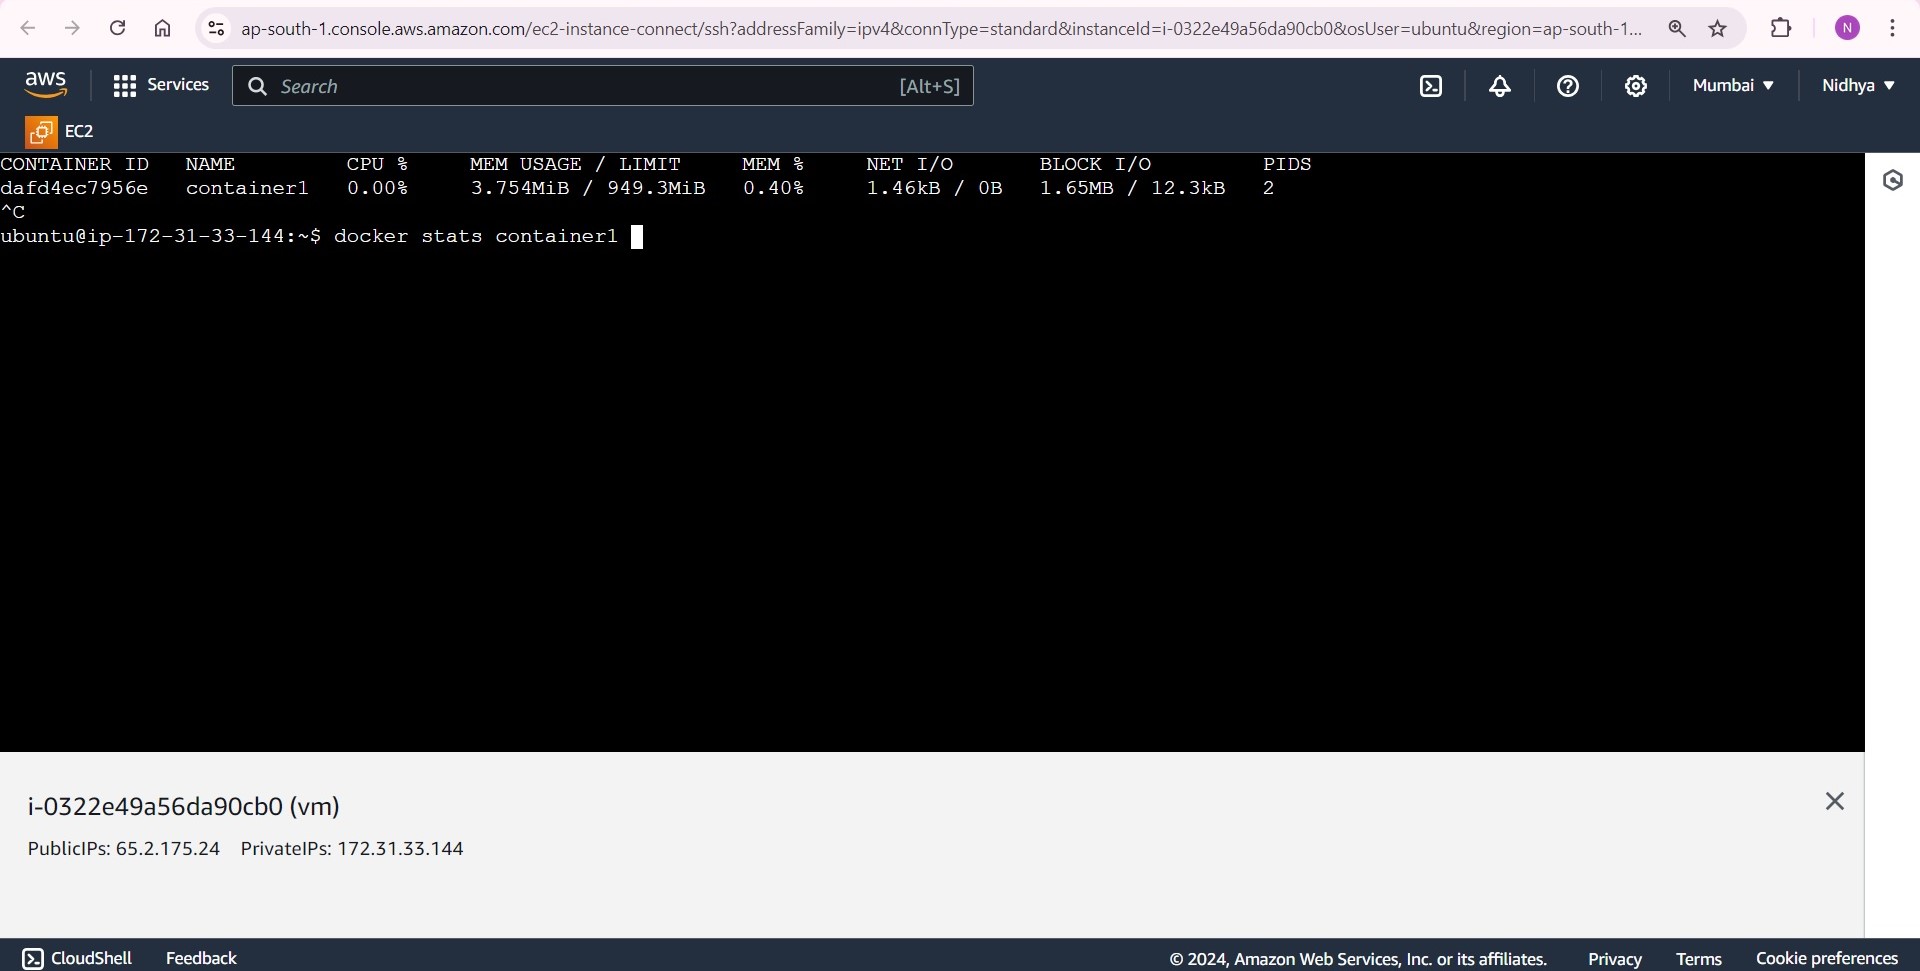 ap-south-1.console.aws.amazon.com/ec2-instance-connect/ssh?addressFamily=ipv4&connType=standard&instanceId=i-0322e49a56da90cb0&osUser=ubuntu&region=ap-south-1... N
aws Services Search [Alt+S] Mumbai ▼ Nidhya ▼
EC2
CONTAINER ID NAME CPU % MEM USAGE / LIMIT MEM % NET I/O BLOCK I/O PIDS
dafd4ec7956e container1 0.00% 3.754MiB / 949.3MiB 0.40% 1.46kB / 0B 1.65MB / 12.3kB 2
^C
ubuntu@ip-172-31-33-144:~$ docker stats container1
i-0322e49a56da90cb0 (vm)
PublicIPs: 65.2.175.24 PrivateIPs: 172.31.33.144
CloudShell Feedback © 2024, Amazon Web Services, Inc. or its affiliates. Privacy Terms Cookie preferences